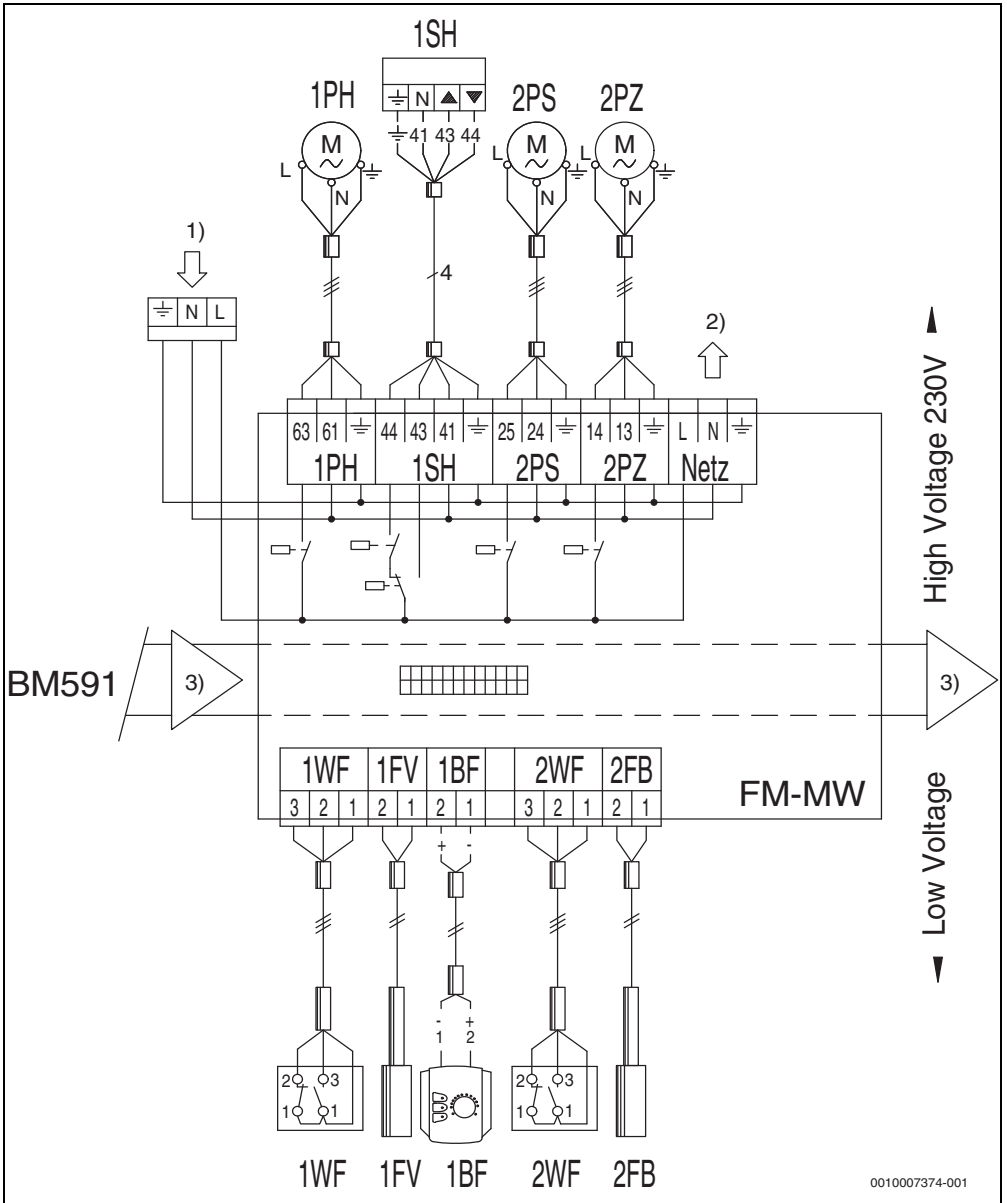 1SH
1PH
2PS
2PZ
N
41 43 44
M
L
N
M
L
N
M
L
N
1)
N L
4
2)
63 61
44 43 41
25 24
14 13
L N
1PH
1SH
2PS
2PZ
Netz
High Voltage 230V
BM591
3)
3)
1WF 1FV 1BF 2WF 2FB
3 2 1 2 1 2 1 3 2 1 2 1
FM-MW
+ -
Low Voltage
- +
1 2
2 3
1 1
2 3
1 1
1WF 1FV 1BF 2WF 2FB
0010007374-001